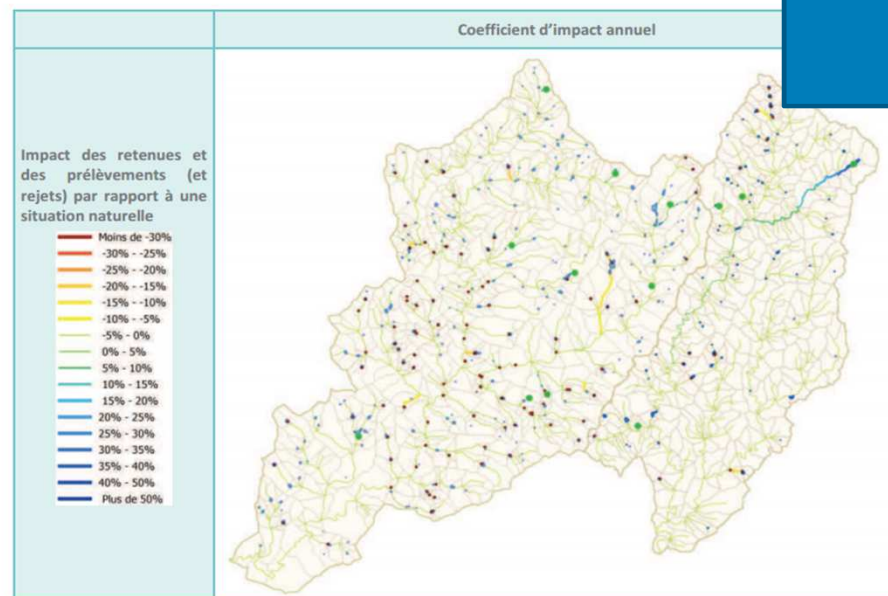 Coefficient d’impact annuel
Impact des retenues et
des prélèvements (et
rejets) par rapport à une
situation naturelle
Moins de -30%
-30% - -25%
-25% - -20%
-20% - -15%
-15% - -10%
-10% - -5%
-5% - 0%
0% - 5%
5% - 10%
10% - 15%
15% - 20%
20% - 25%
25% - 30%
30% - 35%
35% - 40%
40% - 50%
Plus de 50%